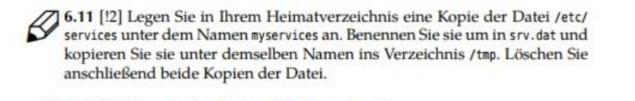 6.11 [!2] Legen Sie in Ihrem Heimatverzeichnis eine Kopie der Datei /etc/
services unter dem Namen myservices an. Benennen Sie sie um in srv.dat und
kopieren Sie sie unter demselben Namen ins Verzeichnis /tmp. Löschen Sie
anschließend beide Kopien der Datei.